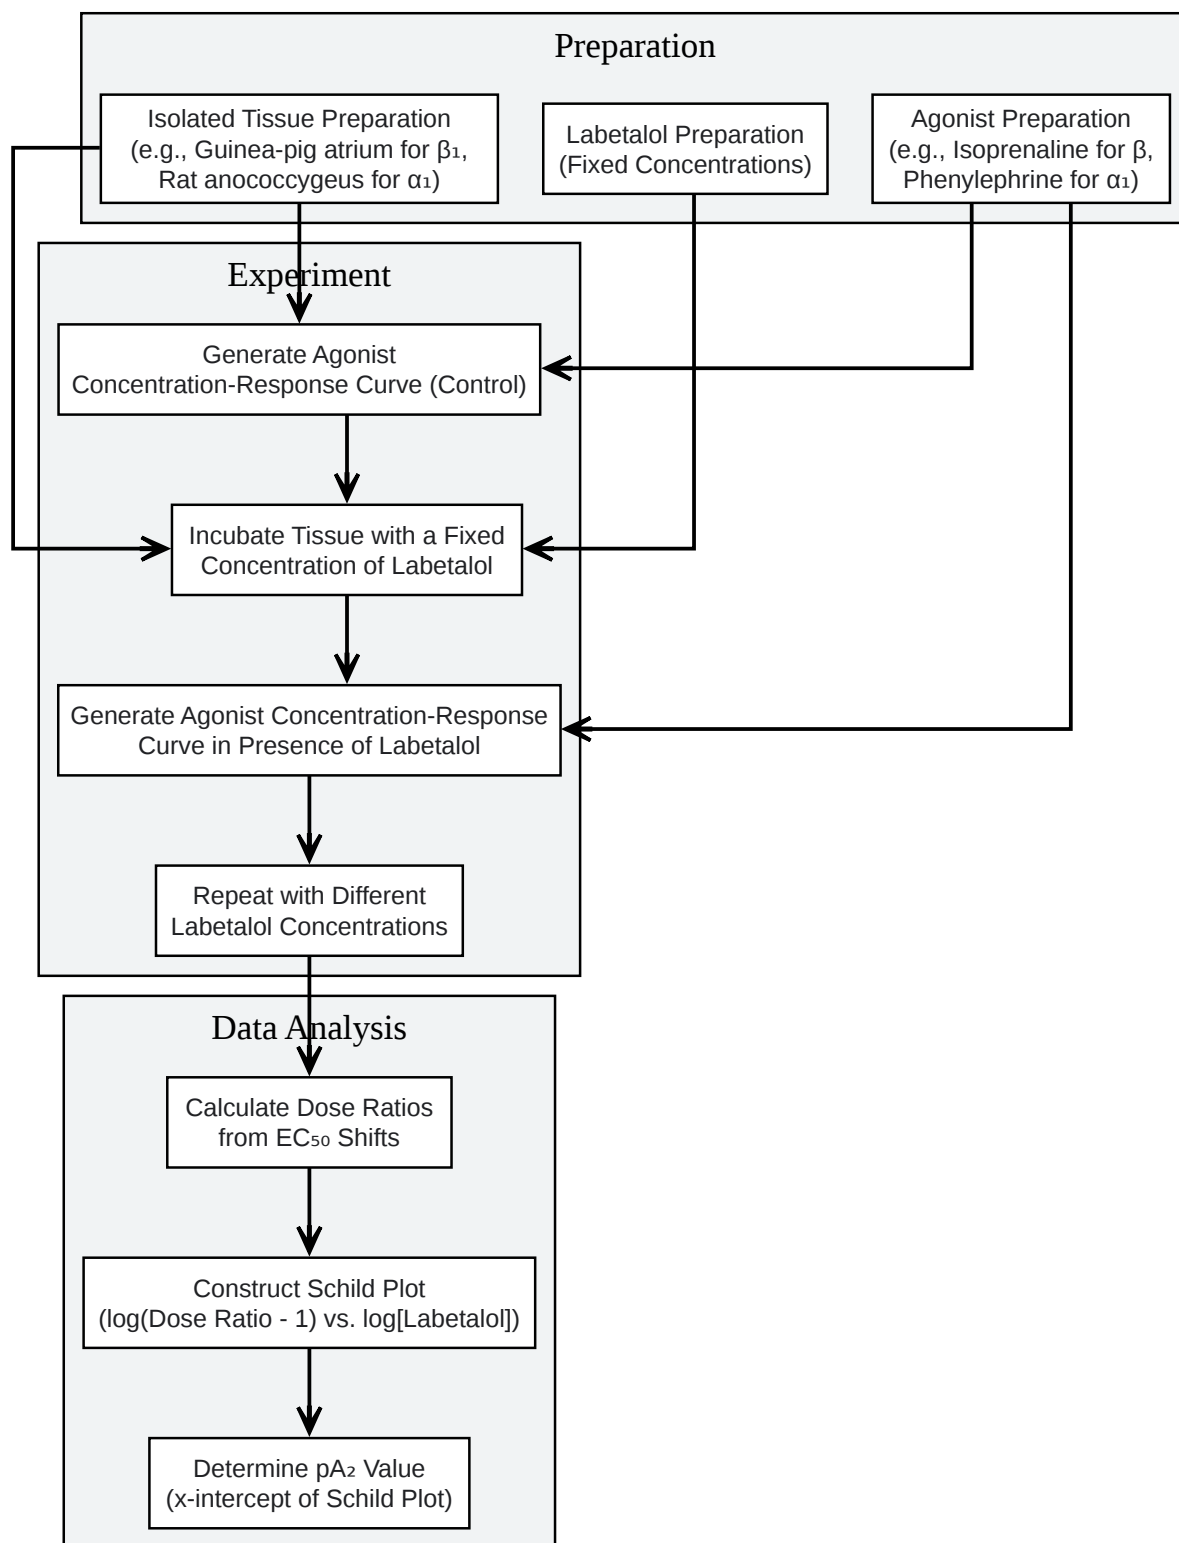 Preparation
Isolated Tissue Preparation
(e.g., Guinea-pig atrium for β₁,
Rat anococcygeus for α₁)
Labetalol Preparation
(Fixed Concentrations)
Agonist Preparation
(e.g., Isoprenaline for β,
Phenylephrine for α₁)
Experiment
Generate Agonist
Concentration-Response Curve (Control)
Incubate Tissue with a Fixed
Concentration of Labetalol
Generate Agonist Concentration-Response
Curve in Presence of Labetalol
Repeat with Different
Labetalol Concentrations
Data Analysis
Calculate Dose Ratios
from EC₅₀ Shifts
Construct Schild Plot
(log(Dose Ratio - 1) vs. log[Labetalol])
Determine pA₂ Value
(x-intercept of Schild Plot)